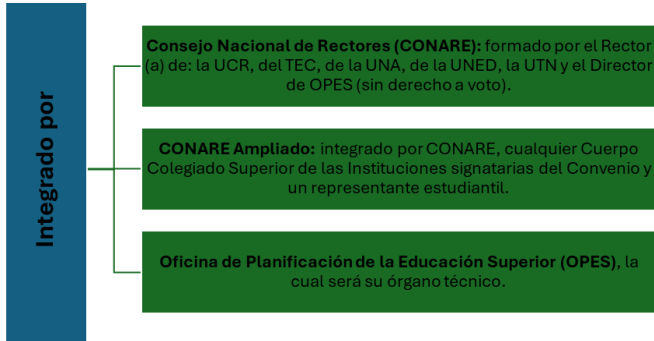 Integrado por
Consejo Nacional de Rectores (CONARE): formado por el Rector
(a) de: la UCR, del TEC, de la UNA, de la UNED, la UTN y el Director
de OPES (sin derecho a voto).
CONARE Ampliado: integrado por CONARE, cualquier Cuerpo
Colegiado Superior de las Instituciones signatarias del Convenio y
un representante estudiantil.
Oficina de Planificación de la Educación Superior (OPES), la
cual será su órgano técnico.